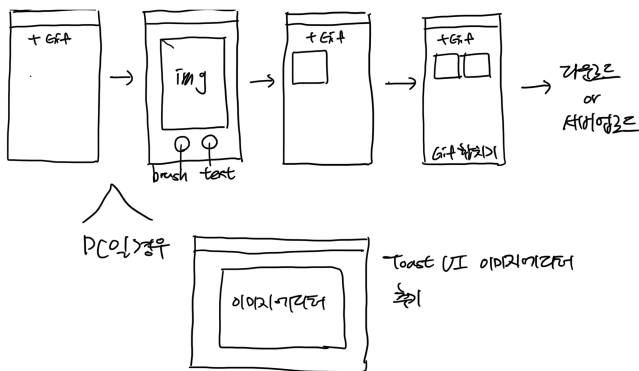 + Gif
img
brush
text
+ Gif
+ Gif
Gif 합치기
다운로드
or
서버업로드
PC일 경우
이미지에디터
Toast UI 이미지에디터
추가